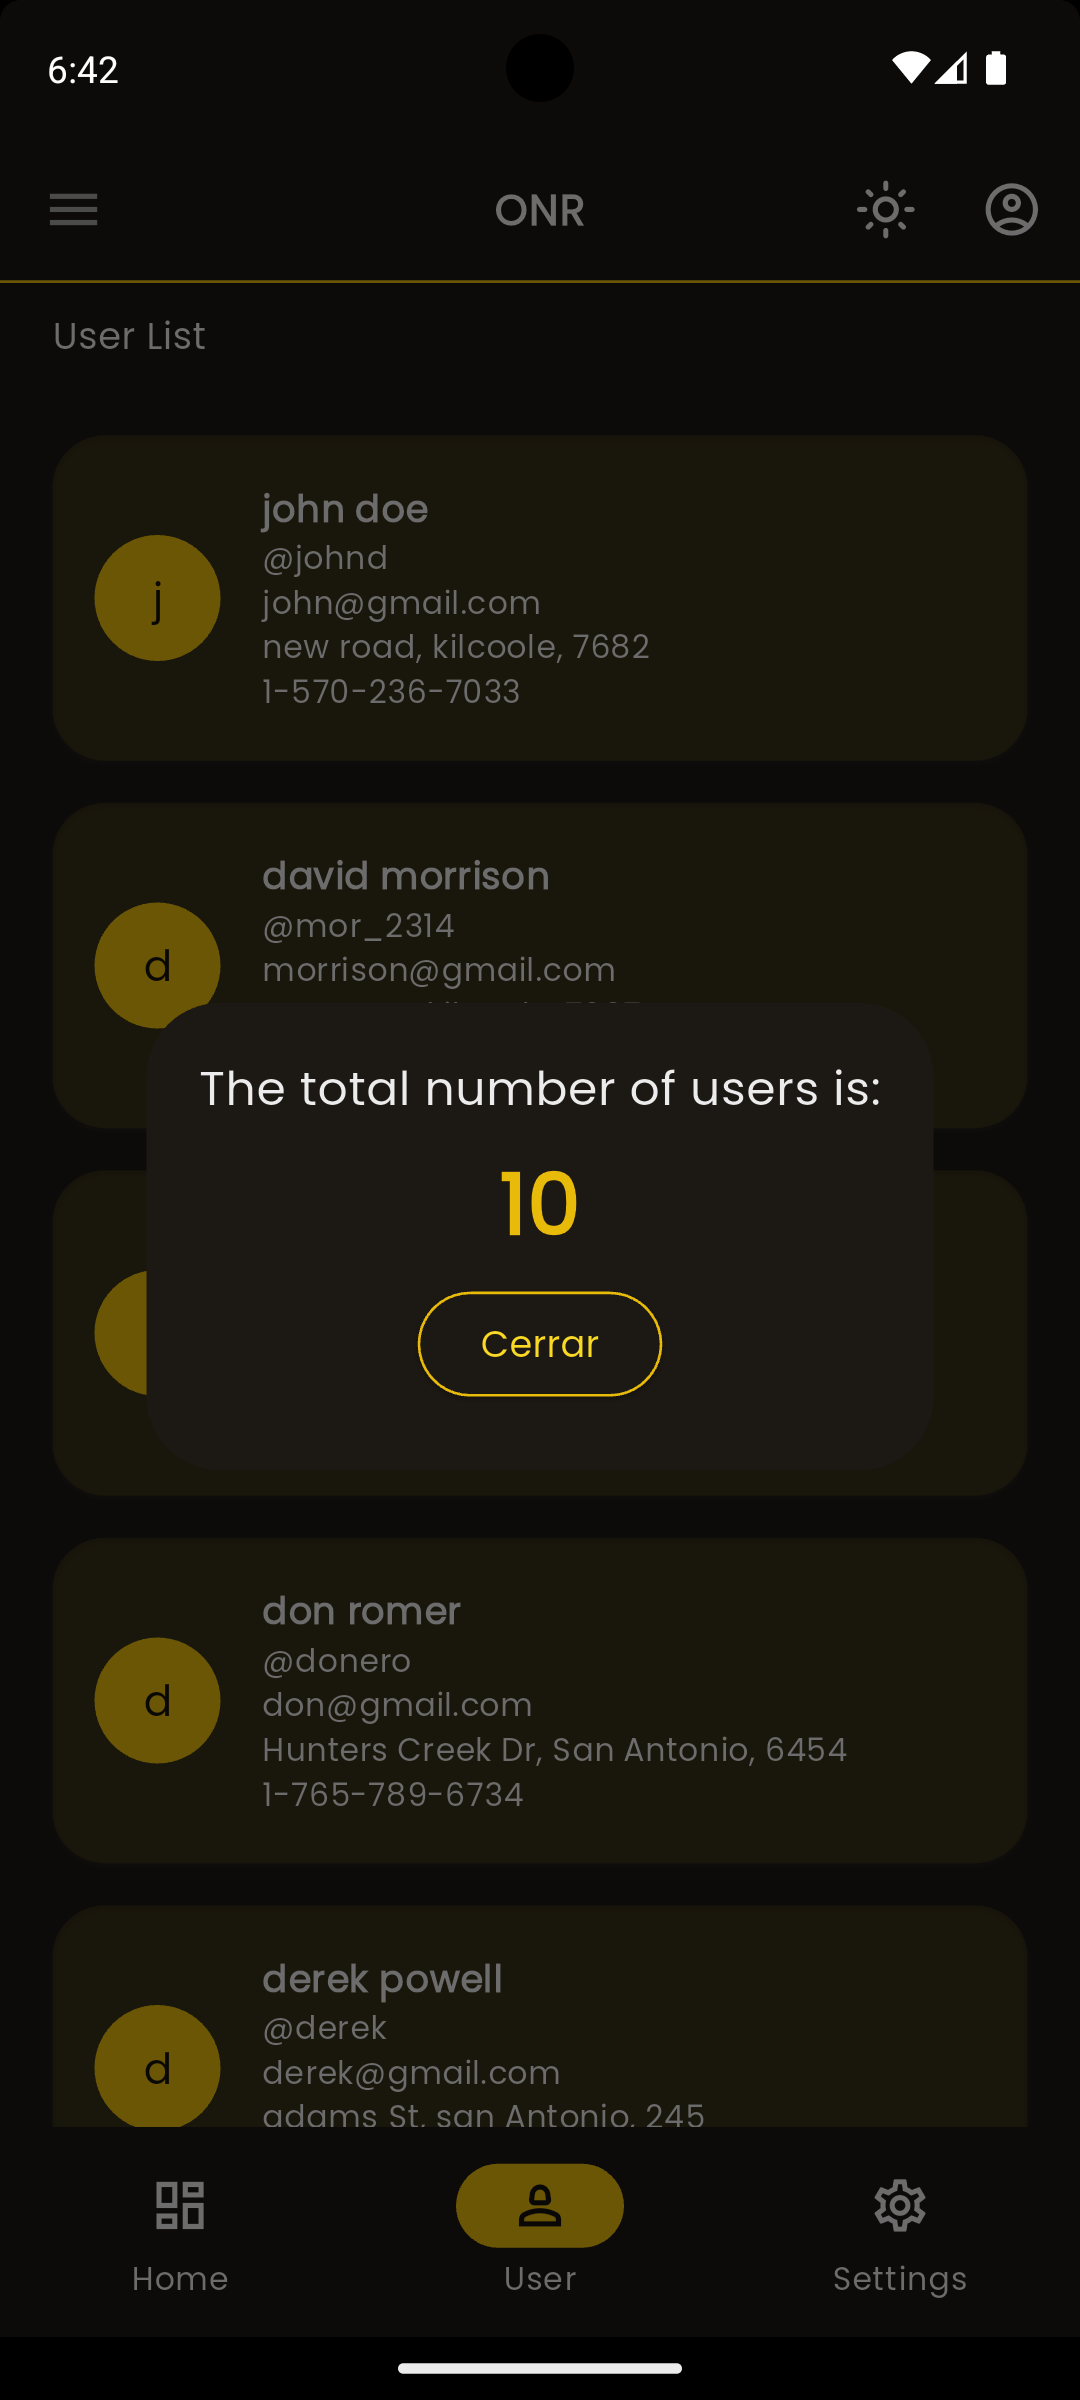 6:42
ONR
User List
john doe
@johnd
john@gmail.com
new road, kilcoole, 7682
1-570-236-7033
j
david morrison
@mor_2314
morrison@gmail.com
d
The total number of users is:
10
Cerrar
don romer
@donero
don@gmail.com
Hunters Creek Dr, San Antonio, 6454
1-765-789-6734
d
derek powell
@derek
derek@gmail.com
adams St, san Antonio, 245
d
Home
User
Settings